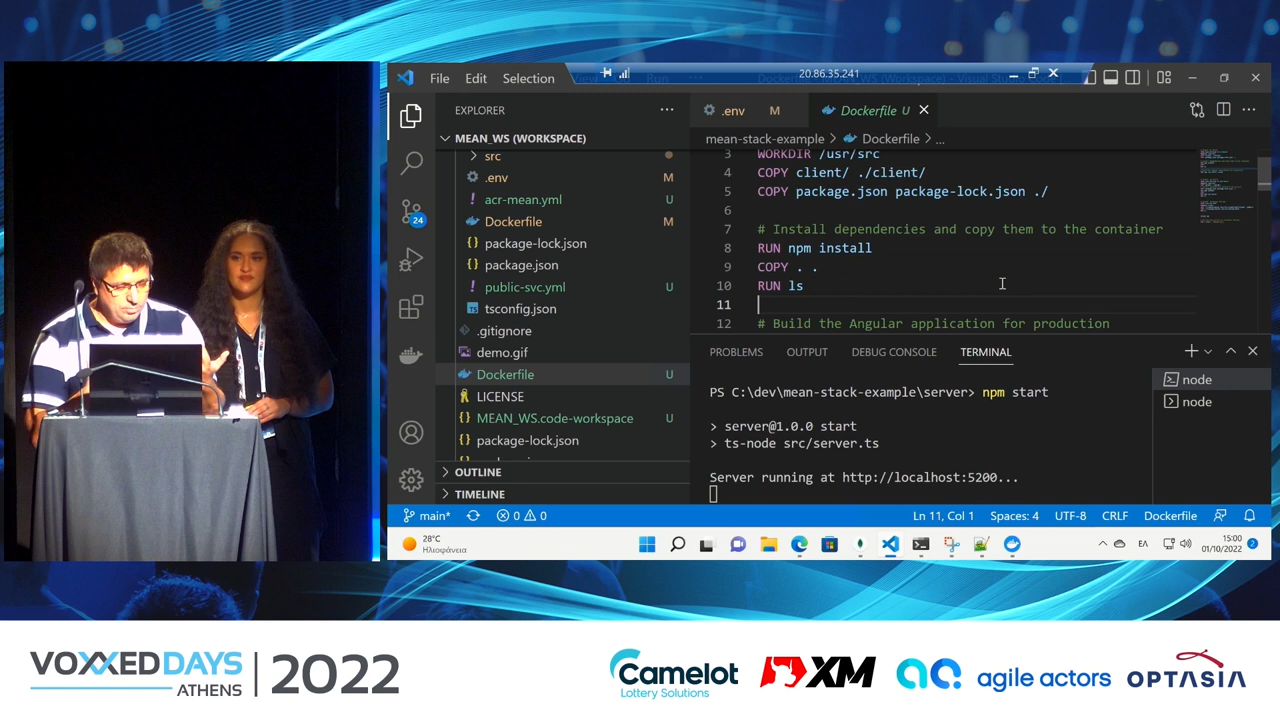 File Edit Selection
20.86.35.241
EXPLORER
MEAN_WS (WORKSPACE)
src
.env M
acr-mean.yml U
Dockerfile M
package-lock.json
package.json
public-svc.yml U
tsconfig.json
.gitignore
demo.gif
Dockerfile U
LICENSE
MEAN_WS.code-workspace U
package-lock.json
OUTLINE
TIMELINE
24
.env M
Dockerfile U
mean-stack-example > Dockerfile > ...
3 WORKDIR /usr/src
4 COPY client/ ./client/
5 COPY package.json package-lock.json ./
6
7 # Install dependencies and copy them to the container
8 RUN npm install
9 COPY . .
10 RUN ls
11
12 # Build the Angular application for production
PROBLEMS OUTPUT DEBUG CONSOLE TERMINAL
node
node
PS C:\dev\mean-stack-example\server> npm start
> server@1.0.0 start
> ts-node src/server.ts
Server running at http://localhost:5200...
main* 0 0 Ln 11, Col 1 Spaces: 4 UTF-8 CRLF Dockerfile
28°C
Ηλιοφάνεια
ΕΛ
15:00
01/10/2022
2
VOXXED DAYS
ATHENS
2022
Camelot
Lottery Solutions
XM
agile actors
OPTASIA